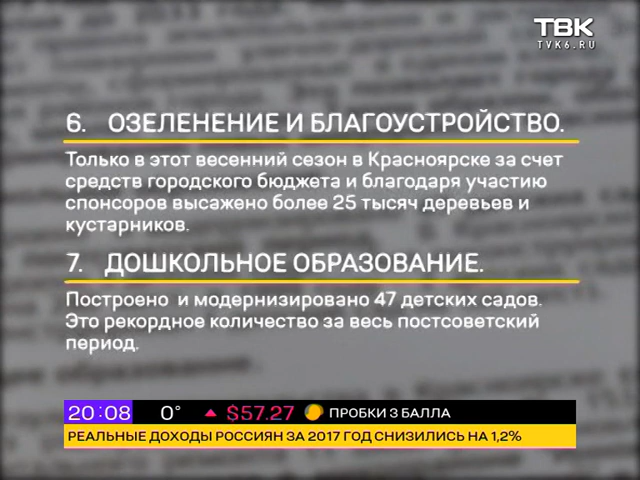 ТВК
TVK6.RU
6. ОЗЕЛЕНЕНИЕ И БЛАГОУСТРОЙСТВО.
Только в этот весенний сезон в Красноярске за счет
средств городского бюджета и благодаря участию
спонсоров высажено более 25 тысяч деревьев и
кустарников.
7. ДОШКОЛЬНОЕ ОБРАЗОВАНИЕ.
Построено и модернизировано 47 детских садов.
Это рекордное количество за весь постсоветский
период.
20:08 0° ▲ $57.27 ПРОБКИ 3 БАЛЛА
РЕАЛЬНЫЕ ДОХОДЫ РОССИЯН ЗА 2017 ГОД СНИЗИЛИСЬ НА 1,2%